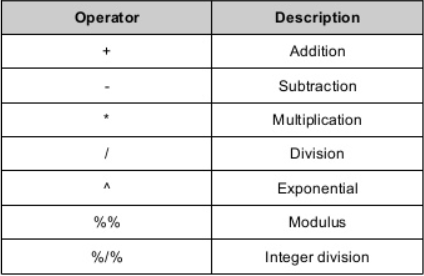 Operator Description
+ Addition
- Subtraction
* Multiplication
/ Division
^ Exponential
%% Modulus
%/% Integer division